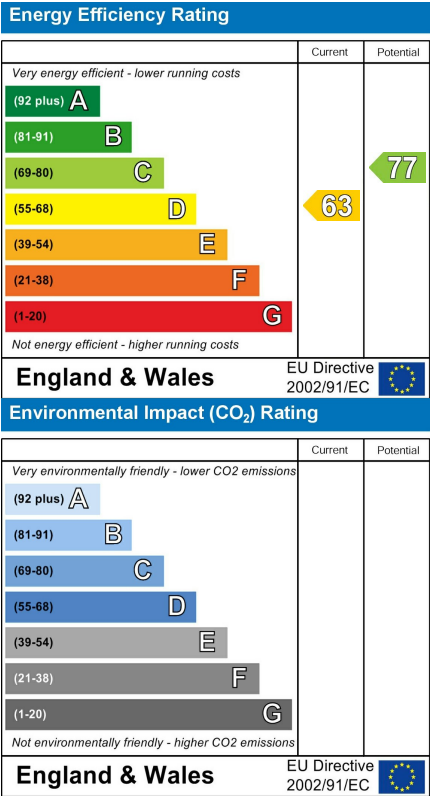 Energy Efficiency Rating
Current Potential
Very energy efficient - lower running costs
(92 plus) A
(81-91) B
(69-80) C
(55-68) D
(39-54) E
(21-38) F
(1-20) G
63
77
Not energy efficient - higher running costs
England & Wales
EU Directive
2002/91/EC
Environmental Impact (CO₂) Rating
Current Potential
Very environmentally friendly - lower CO2 emissions
(92 plus) A
(81-91) B
(69-80) C
(55-68) D
(39-54) E
(21-38) F
(1-20) G
Not environmentally friendly - higher CO2 emissions
England & Wales
EU Directive
2002/91/EC